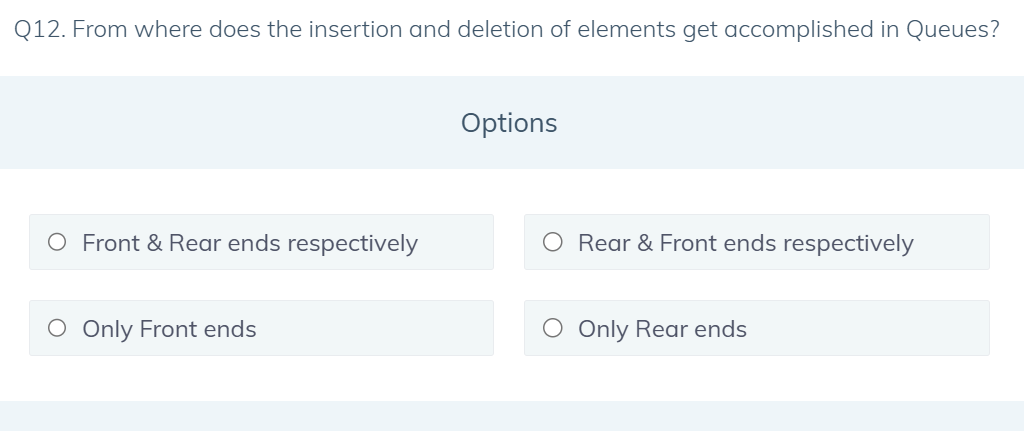 Q12. From where does the insertion and deletion of elements get accomplished in Queues?
Options
Front & Rear ends respectively
Rear & Front ends respectively
Only Front ends
Only Rear ends